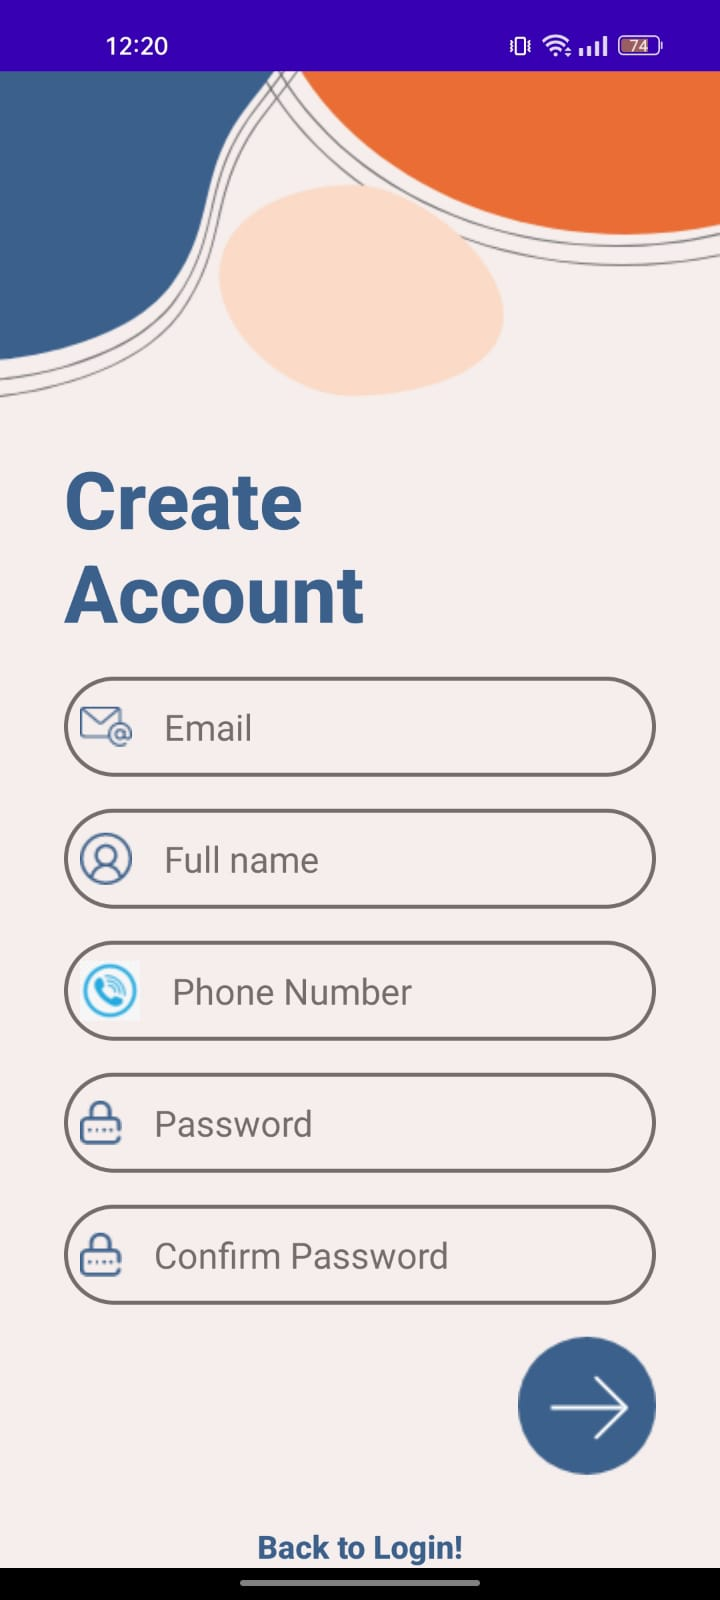 12:20
74
Create
Account
Email
Full name
Phone Number
Password
Confirm Password
Back to Login!